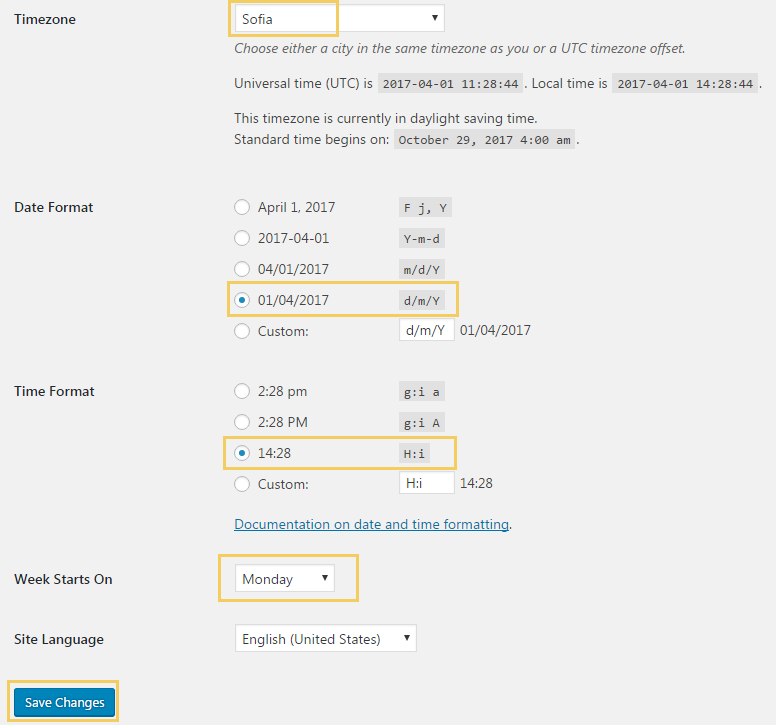 Timezone Sofia
Choose either a city in the same timezone as you or a UTC timezone offset.
Universal time (UTC) is 2017-04-01 11:28:44 . Local time is 2017-04-01 14:28:44 .
This timezone is currently in daylight saving time.
Standard time begins on: October 29, 2017 4:00 am .
Date Format April 1, 2017 F j, Y
2017-04-01 Y-m-d
04/01/2017 m/d/Y
01/04/2017 d/m/Y
Custom: d/m/Y 01/04/2017
Time Format 2:28 pm g:i a
2:28 PM g:i A
14:28 H:i
Custom: H:i 14:28
Documentation on date and time formatting.
Week Starts On Monday
Site Language English (United States)
Save Changes